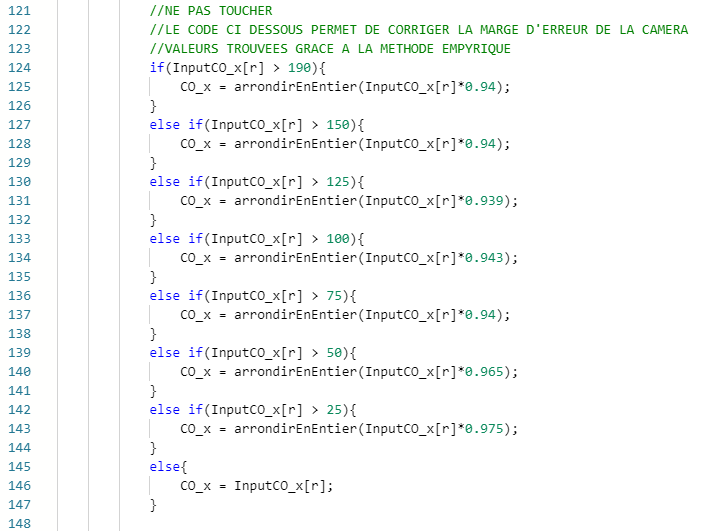 121 //NE PAS TOUCHER
122 //LE CODE CI DESSOUS PERMET DE CORRIGER LA MARGE D'ERREUR DE LA CAMERA
123 //VALEURS TROUVEES GRACE A LA METHODE EMPYRIQUE
124 if(InputCO_x[r] > 190){
125 CO_x = arrondirEnEntier(InputCO_x[r]*0.94);
126 }
127 else if(InputCO_x[r] > 150){
128 CO_x = arrondirEnEntier(InputCO_x[r]*0.94);
129 }
130 else if(InputCO_x[r] > 125){
131 CO_x = arrondirEnEntier(InputCO_x[r]*0.939);
132 }
133 else if(InputCO_x[r] > 100){
134 CO_x = arrondirEnEntier(InputCO_x[r]*0.943);
135 }
136 else if(InputCO_x[r] > 75){
137 CO_x = arrondirEnEntier(InputCO_x[r]*0.94);
138 }
139 else if(InputCO_x[r] > 50){
140 CO_x = arrondirEnEntier(InputCO_x[r]*0.965);
141 }
142 else if(InputCO_x[r] > 25){
143 CO_x = arrondirEnEntier(InputCO_x[r]*0.975);
144 }
145 else{
146 CO_x = InputCO_x[r];
147 }
148